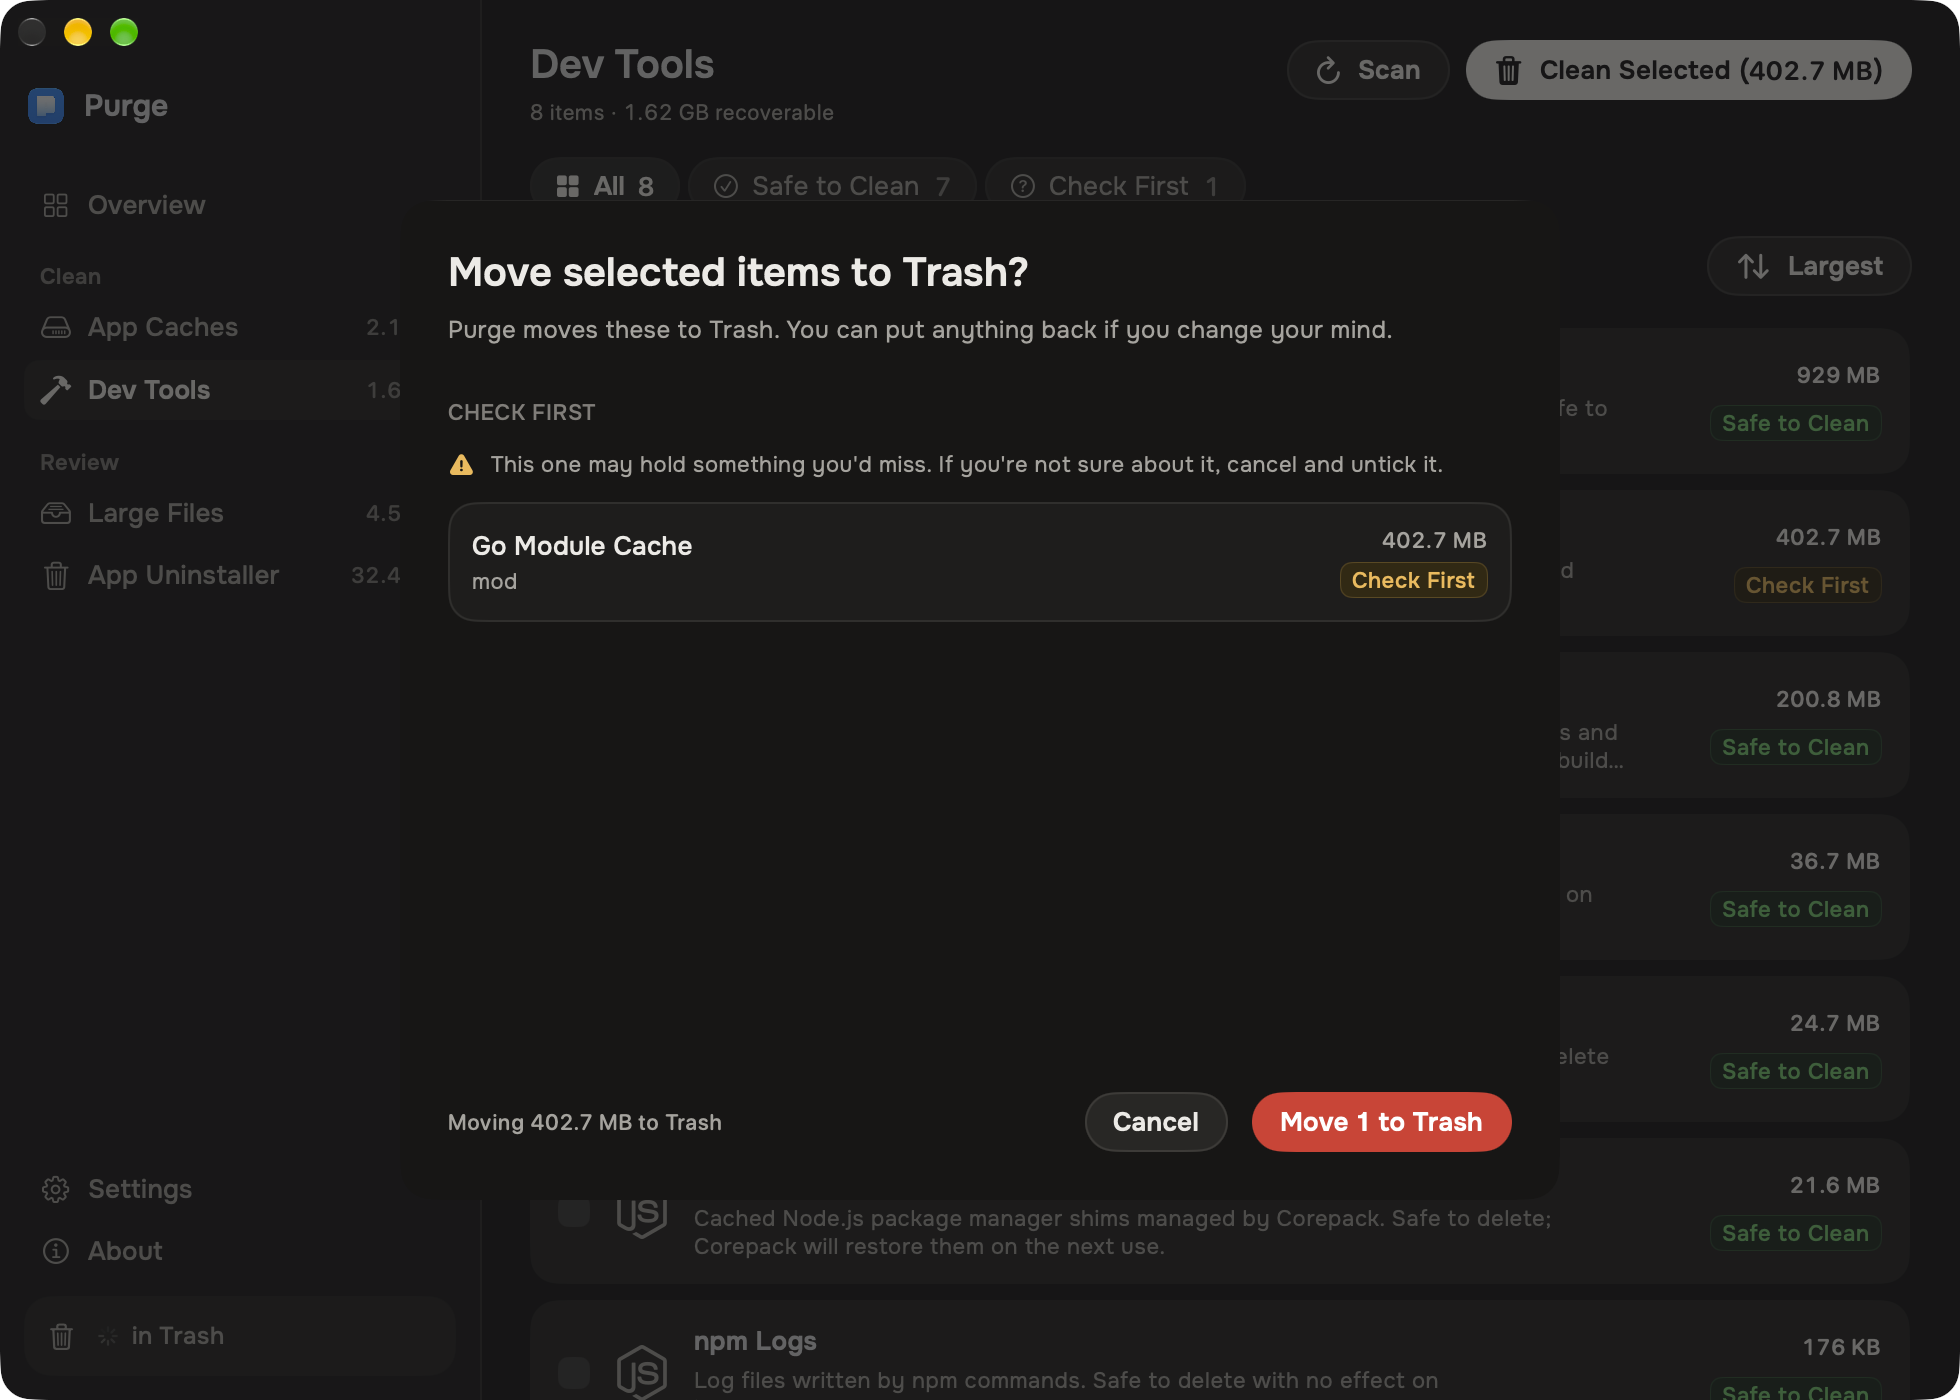 Purge
Overview
Clean
App Caches 2.1
Dev Tools 1.6
Review
Large Files 4.5
App Uninstaller 32.4
Settings
About
in Trash
Dev Tools
8 items · 1.62 GB recoverable
Scan
Clean Selected (402.7 MB)
All 8
Safe to Clean 7
Check First 1
Largest
Move selected items to Trash?
Purge moves these to Trash. You can put anything back if you change your mind.
CHECK FIRST
This one may hold something you'd miss. If you're not sure about it, cancel and untick it.
Go Module Cache
mod
402.7 MB
Check First
Moving 402.7 MB to Trash
Cancel
Move 1 to Trash
929 MB
fe to
Safe to Clean
402.7 MB
d
Check First
200.8 MB
s and
build...
Safe to Clean
36.7 MB
on
Safe to Clean
24.7 MB
elete
Safe to Clean
21.6 MB
Cached Node.js package manager shims managed by Corepack. Safe to delete;
Corepack will restore them on the next use.
Safe to Clean
npm Logs
176 KB
Log files written by npm commands. Safe to delete with no effect on
Safe to Clean